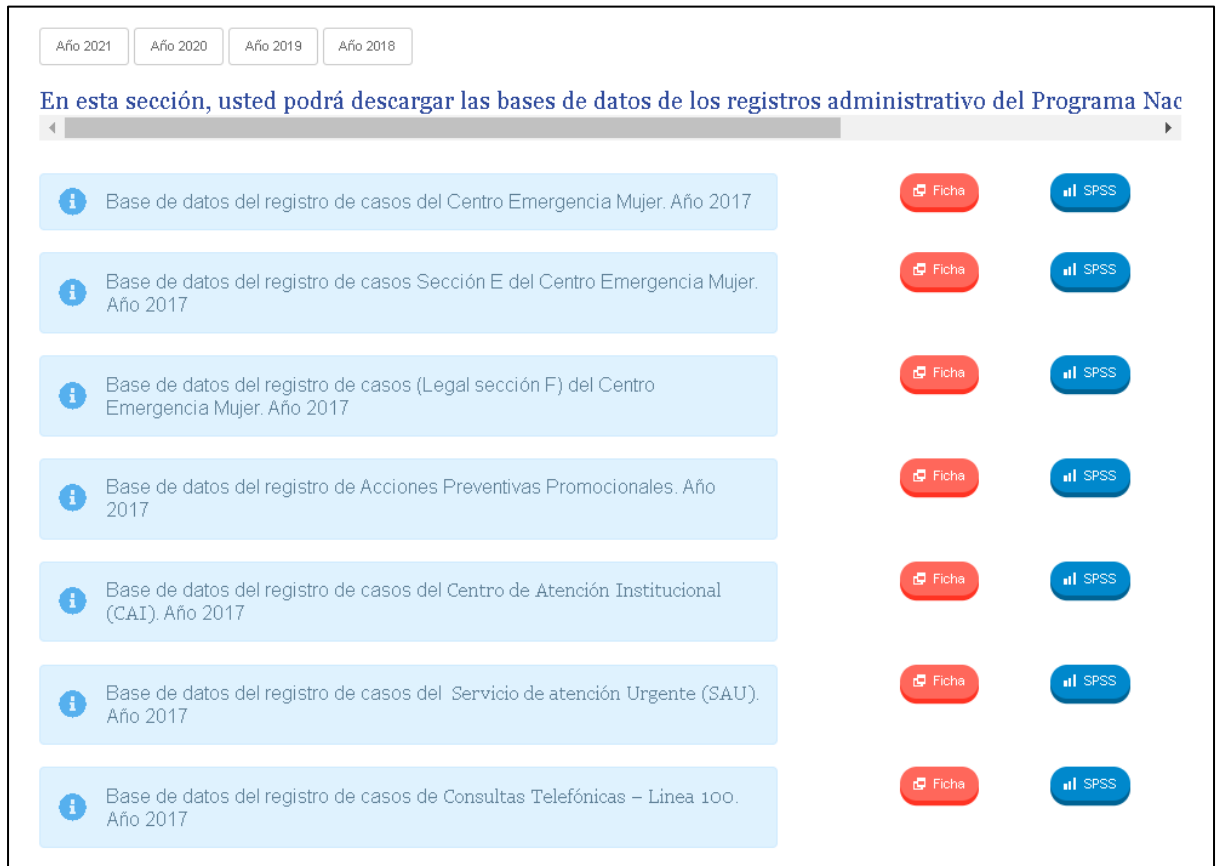 Año 2021 Año 2020 Año 2019 Año 2018
En esta sección, usted podrá descargar las bases de datos de los registros administrativo del Programa Nac
Base de datos del registro de casos del Centro Emergencia Mujer. Año 2017
Ficha
SPSS
Base de datos del registro de casos Sección E del Centro Emergencia Mujer.
Año 2017
Ficha
SPSS
Base de datos del registro de casos (Legal sección F) del Centro
Emergencia Mujer. Año 2017
Ficha
SPSS
Base de datos del registro de Acciones Preventivas Promocionales. Año
2017
Ficha
SPSS
Base de datos del registro de casos del Centro de Atención Institucional
(CAI). Año 2017
Ficha
SPSS
Base de datos del registro de casos del Servicio de atención Urgente (SAU).
Año 2017
Ficha
SPSS
Base de datos del registro de casos de Consultas Telefónicas – Linea 100.
Año 2017
Ficha
SPSS